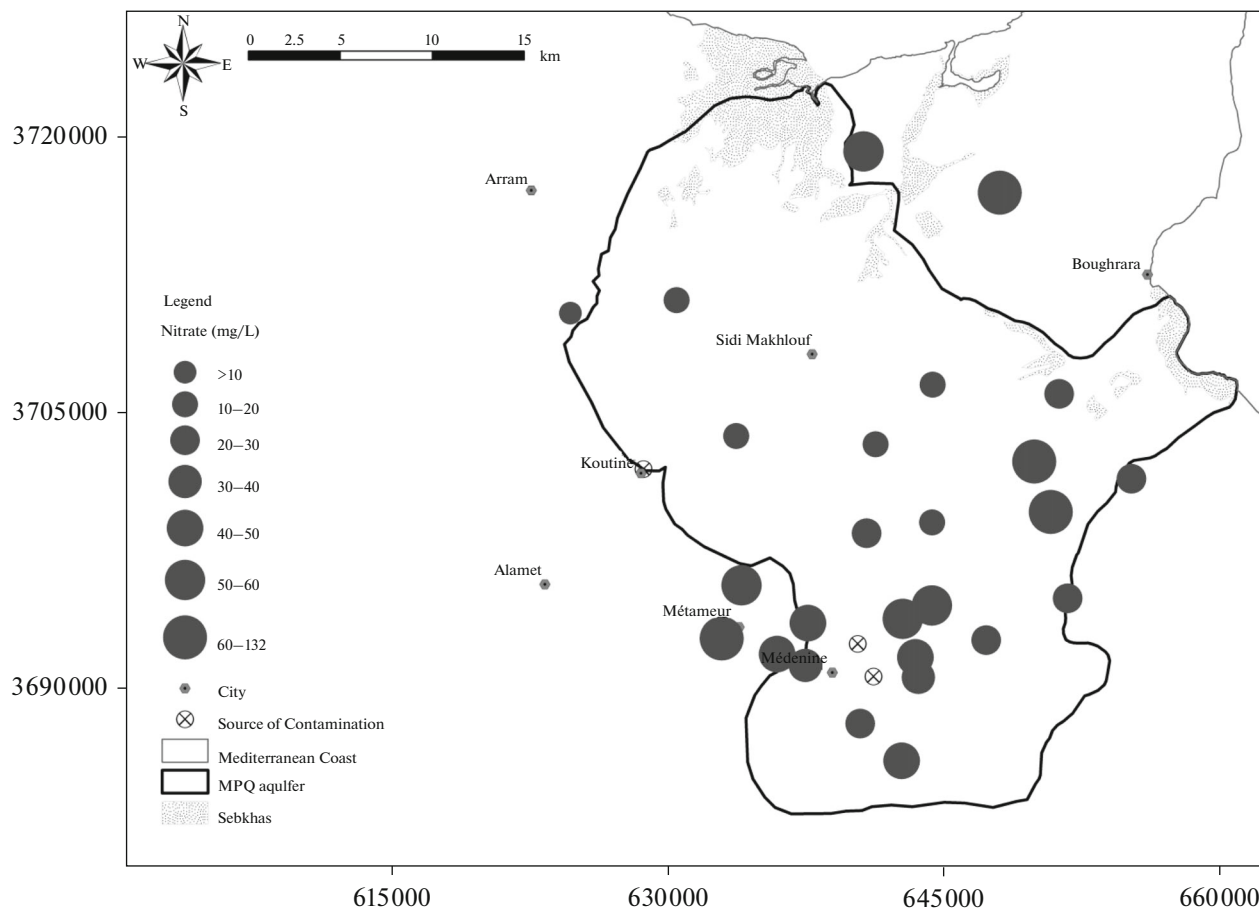 N
W E
S
0 2.5 5 10 15
km
3720000
Arram
Boughrara
Legend
Nitrate (mg/L)
Sidi Makhlouf
>10
10–20
3705000
20–30
Koutine
30–40
40–50
Alamet
50–60
Métameur
60–132
Médenine
3690000
City
Source of Contamination
Mediterranean Coast
MPQ aqulfer
Sebkhas
615000 630000 645000 660000